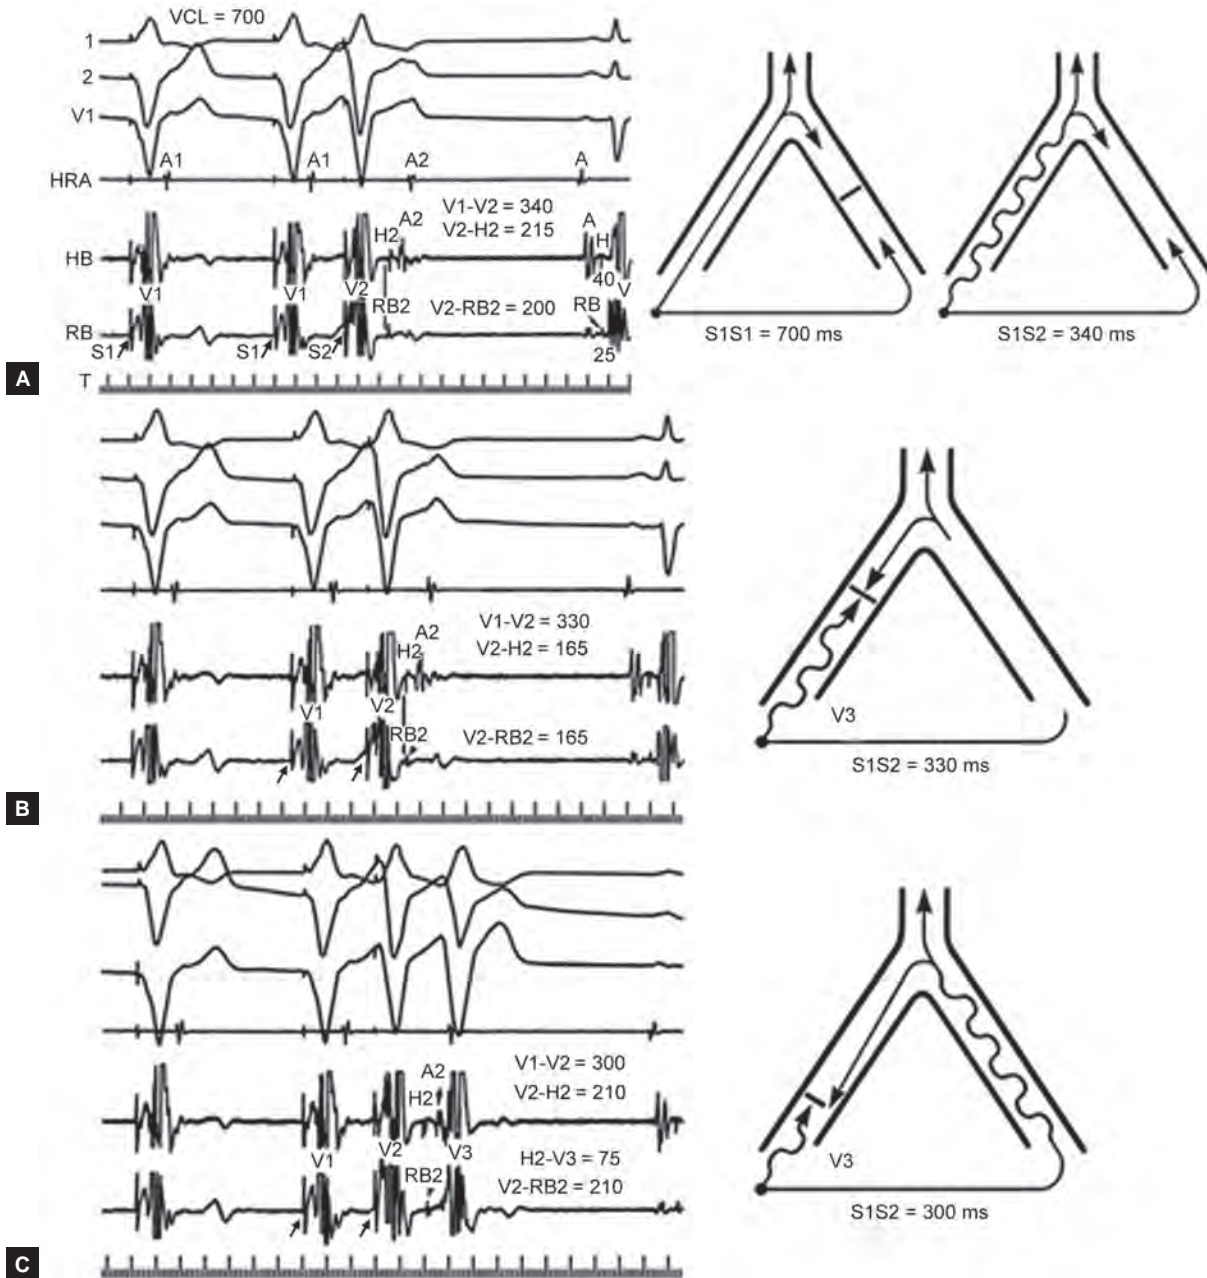 VCL = 700
1
2
V1
A1
A1
A2
A
HRA
V1-V2 = 340
V2-H2 = 215
H2
A2
A
H
HB
40
V1
V1
V2
V
RB2
V2-RB2 = 200
RB
RB
S1
S1
S2
25
S1S1 = 700 ms
S1S2 = 340 ms
A
T
V1-V2 = 330
V2-H2 = 165
A2
H2
V1
V2
RB2
V2-RB2 = 165
V3
S1S2 = 330 ms
B
V1-V2 = 300
V2-H2 = 210
A2
H2
V1
V2
V3
H2-V3 = 75
RB2
V2-RB2 = 210
V3
S1S2 = 300 ms
C